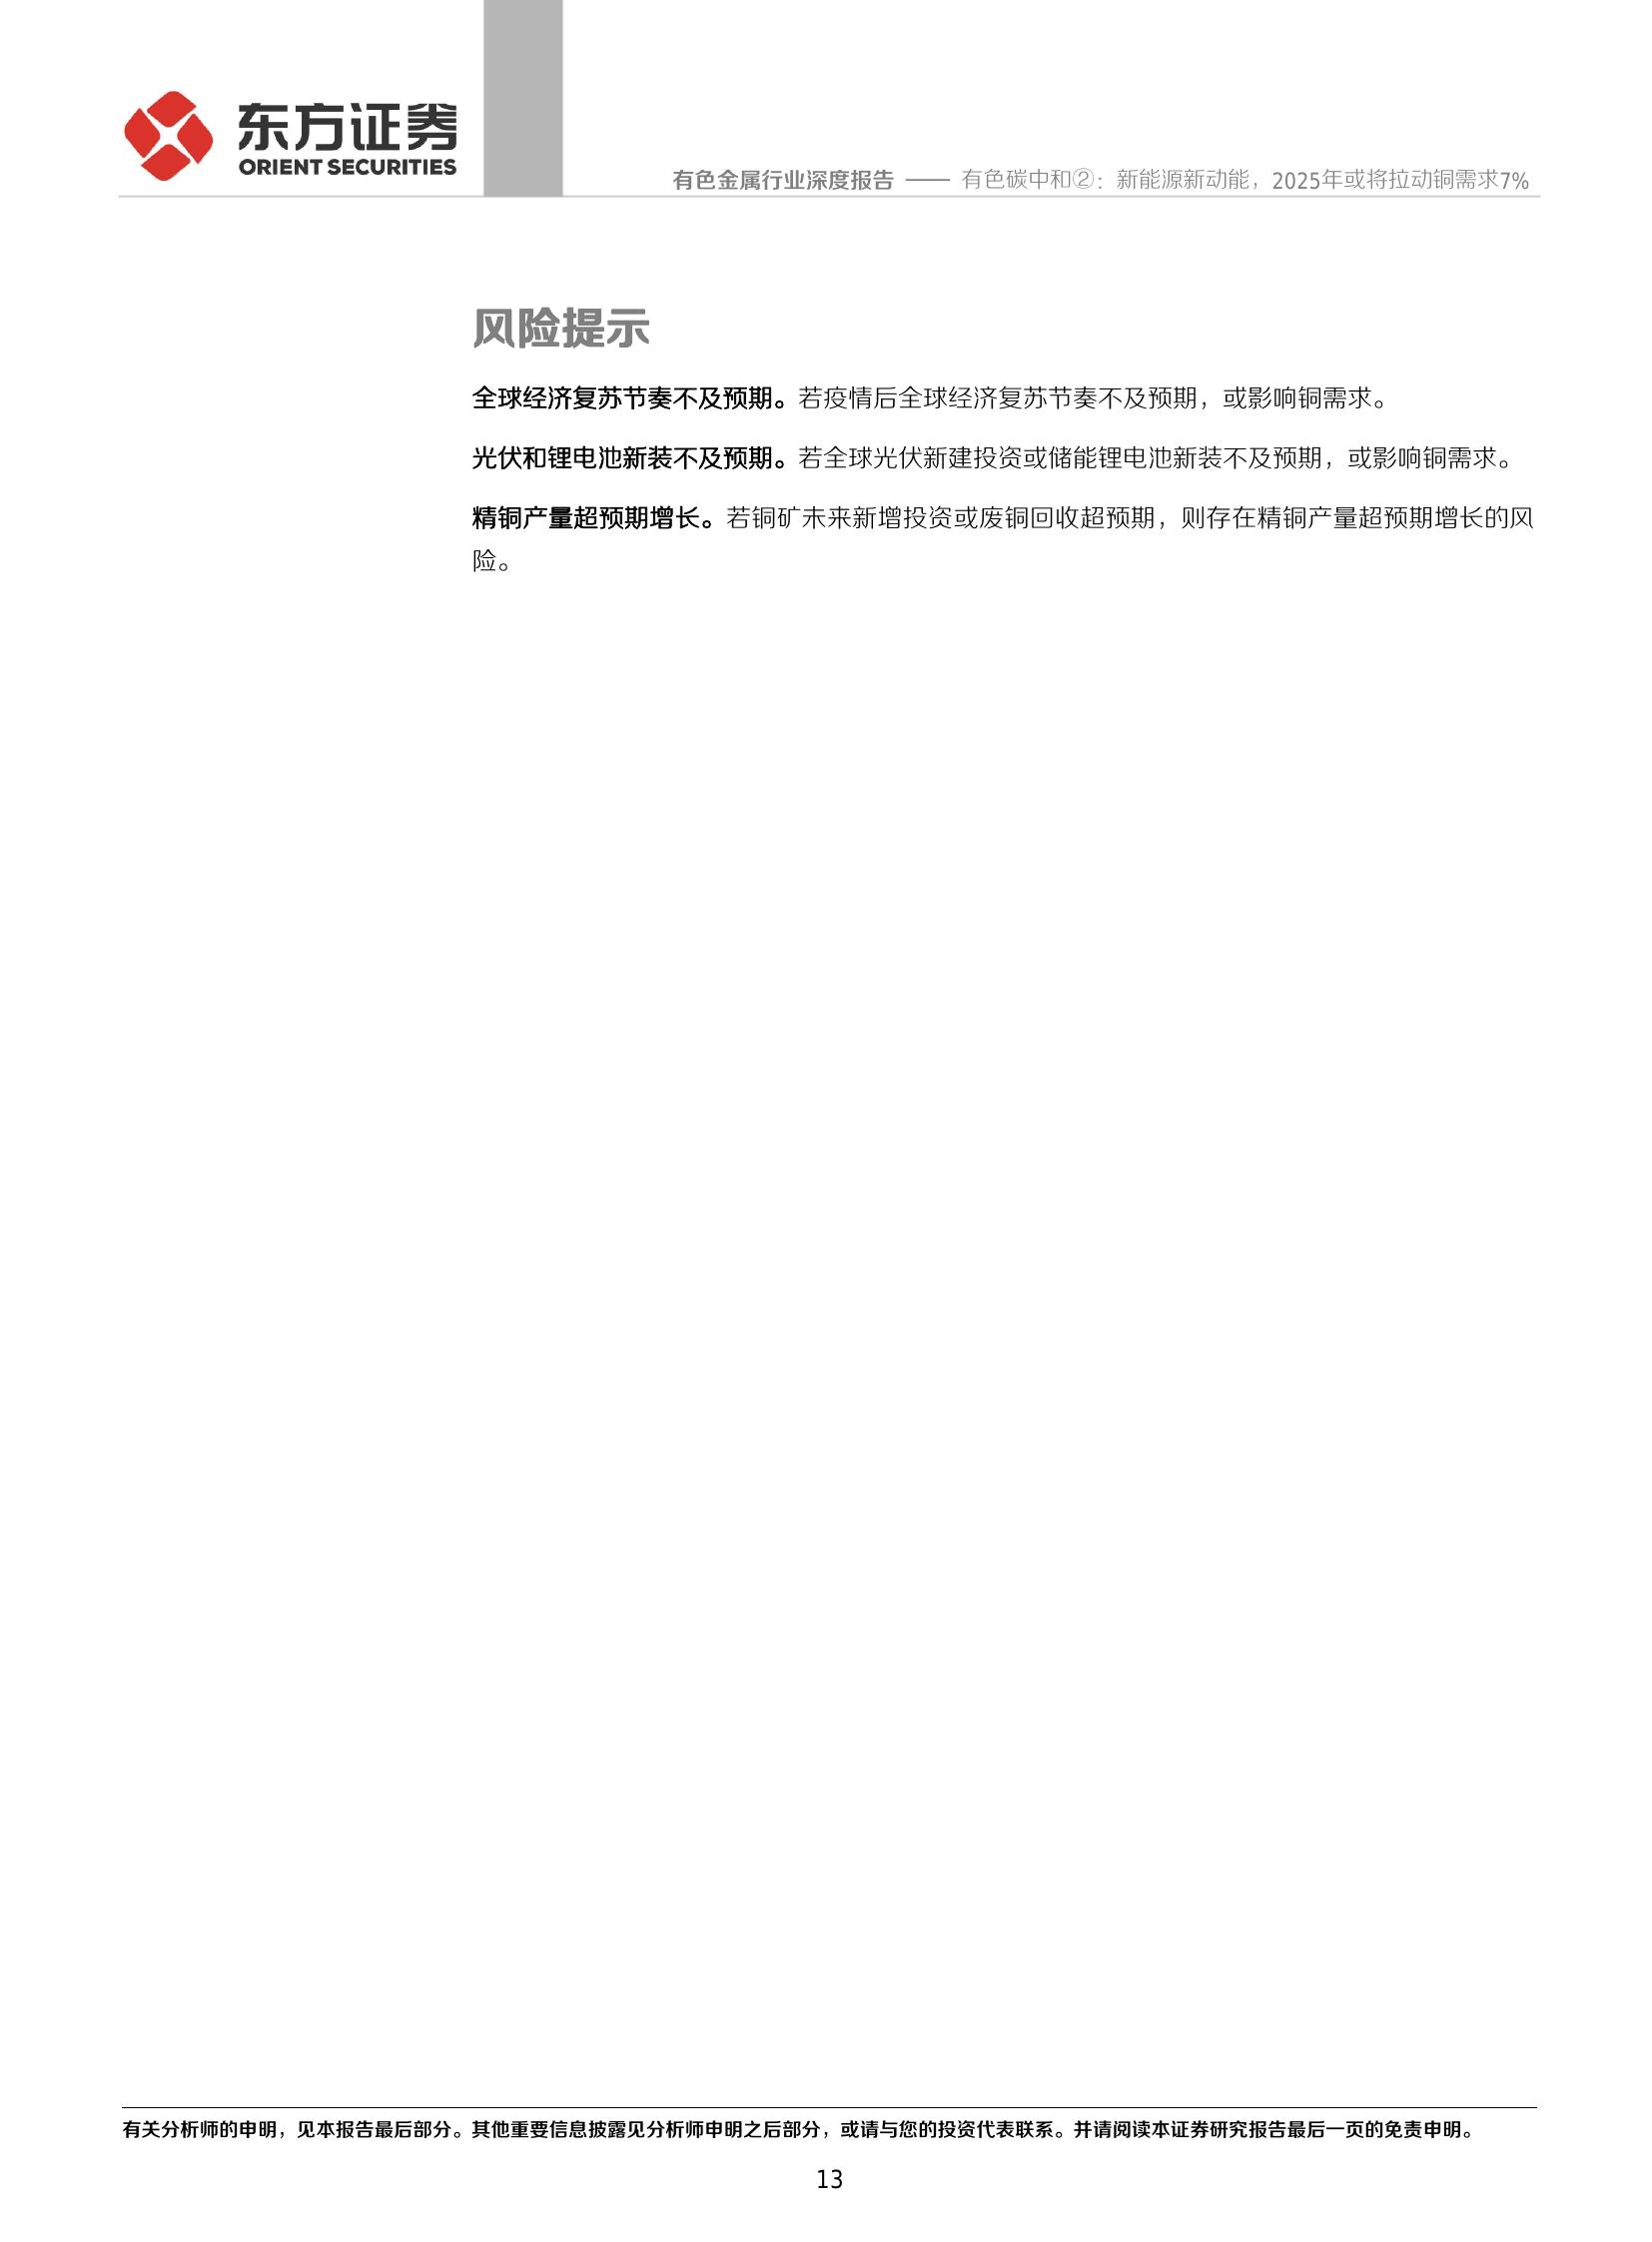 东方证券
ORIENT SECURITIES
有色金属行业深度报告 —— 有色碳中和②：新能源新动能，2025年或将拉动铜需求7%
风险提示
全球经济复苏节奏不及预期。若疫情后全球经济复苏节奏不及预期，或影响铜需求。
光伏和锂电池新装不及预期。若全球光伏新建投资或储能锂电池新装不及预期，或影响铜需求。
精铜产量超预期增长。若铜矿未来新增投资或废铜回收超预期，则存在精铜产量超预期增长的风
险。
有关分析师的申明，见本报告最后部分。其他重要信息披露见分析师申明之后部分，或请与您的投资代表联系。并请阅读本证券研究报告最后一页的免责申明。
13